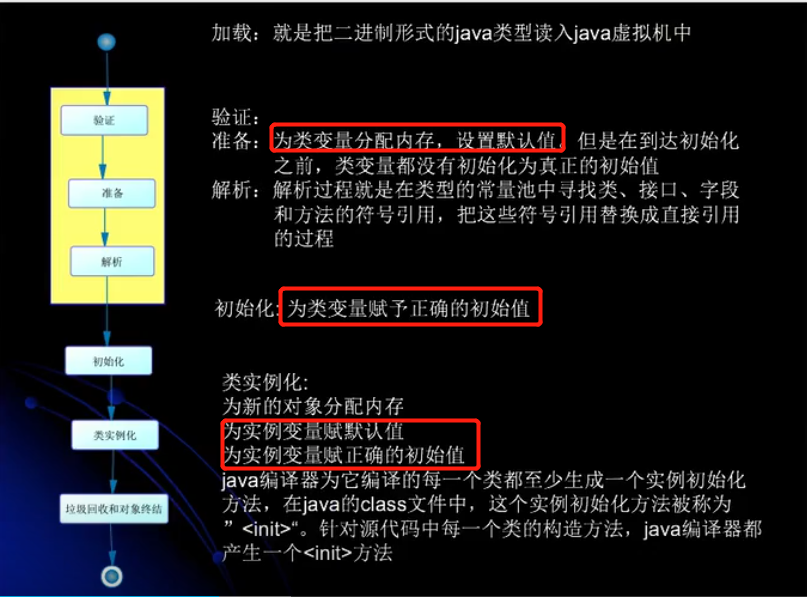 加载：就是把二进制形式的java类型读入java虚拟机中
验证
准备
解析
验证：
准备：为类变量分配内存，设置默认值，但是在到达初始化
之前，类变量都没有初始化为真正的初始值
解析：解析过程就是在类型的常量池中寻找类、接口、字段
和方法的符号引用，把这些符号引用替换成直接引用
的过程
初始化: 为类变量赋予正确的初始值
初始化
类实例化
垃圾回收和对象终结
类实例化:
为新的对象分配内存
为实例变量赋默认值
为实例变量赋正确的初始值
java编译器为它编译的每一个类都至少生成一个实例初始化
方法，在java的class文件中，这个实例初始化方法被称为
”<init>“。针对源代码中每一个类的构造方法，java编译器都
产生一个<init>方法